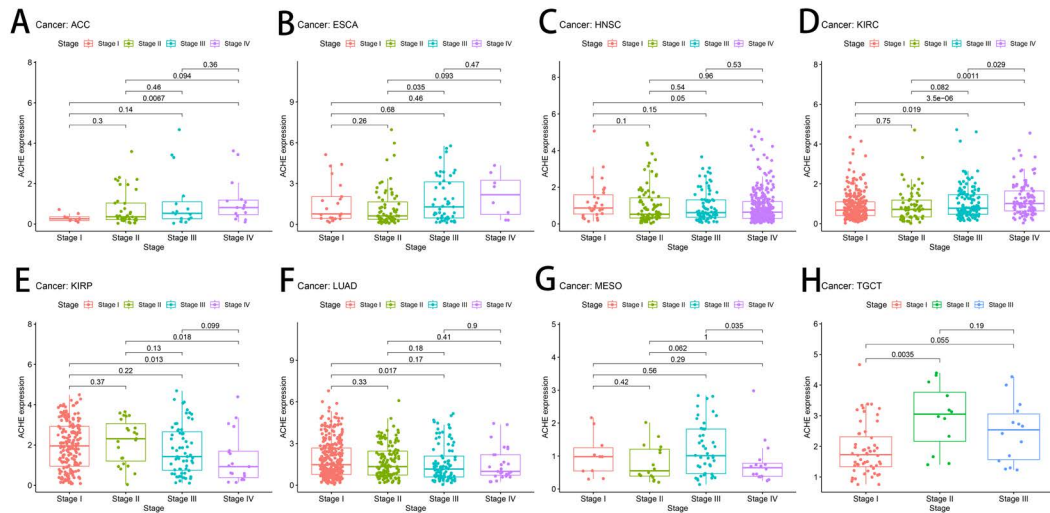 A Cancer: ACC
Stage Stage I Stage II Stage III Stage IV
8
6
4
2
0
ACHE expression
0.36
0.094
0.46
0.0067
0.14
0.3
Stage I Stage II Stage III Stage IV
Stage
B Cancer: ESCA
Stage Stage I Stage II Stage III Stage IV
9
6
3
0
ACHE expression
0.47
0.093
0.035
0.46
0.68
0.26
Stage I Stage II Stage III Stage IV
Stage
C Cancer: HNSC
Stage Stage I Stage II Stage III Stage IV
8
6
4
2
0
ACHE expression
0.53
0.96
0.54
0.05
0.15
0.1
Stage I Stage II Stage III Stage IV
Stage
D Cancer: KIRC
Stage Stage I Stage II Stage III Stage IV
8
6
4
2
0
ACHE expression
0.029
0.0011
0.082
3.5e-06
0.019
0.75
Stage I Stage II Stage III Stage IV
Stage
E Cancer: KIRP
Stage Stage I Stage II Stage III Stage IV
8
6
4
2
0
ACHE expression
0.099
0.018
0.13
0.013
0.22
0.37
Stage I Stage II Stage III Stage IV
Stage
F Cancer: LUAD
Stage Stage I Stage II Stage III Stage IV
9
6
3
0
ACHE expression
0.9
0.41
0.18
0.17
0.017
0.33
Stage I Stage II Stage III Stage IV
Stage
G Cancer: MESO
Stage Stage I Stage II Stage III Stage IV
5
4
3
2
1
0
ACHE expression
0.035
1
0.062
0.29
0.56
0.42
Stage I Stage II Stage III Stage IV
Stage
H Cancer: TGCT
Stage Stage I Stage II Stage III
6
5
4
3
2
1
ACHE expression
0.19
0.055
0.0035
Stage I Stage II Stage III
Stage